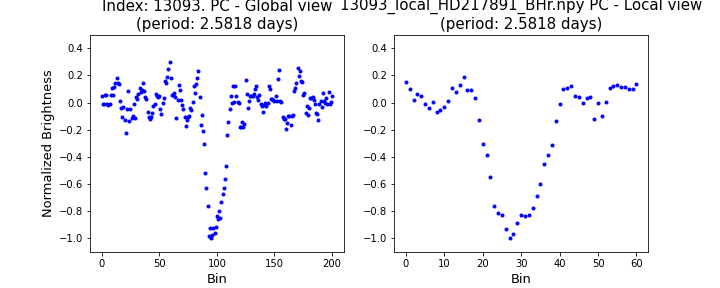 Index: 13093. PC - Global view
(period: 2.5818 days)
13093_local_HD217891_BHr.npy PC - Local view
(period: 2.5818 days)
Normalized Brightness
0.4
0.2
0.0
−0.2
−0.4
−0.6
−0.8
−1.0
0 50 100 150 200
Bin
0.4
0.2
0.0
−0.2
−0.4
−0.6
−0.8
−1.0
0 10 20 30 40 50 60
Bin